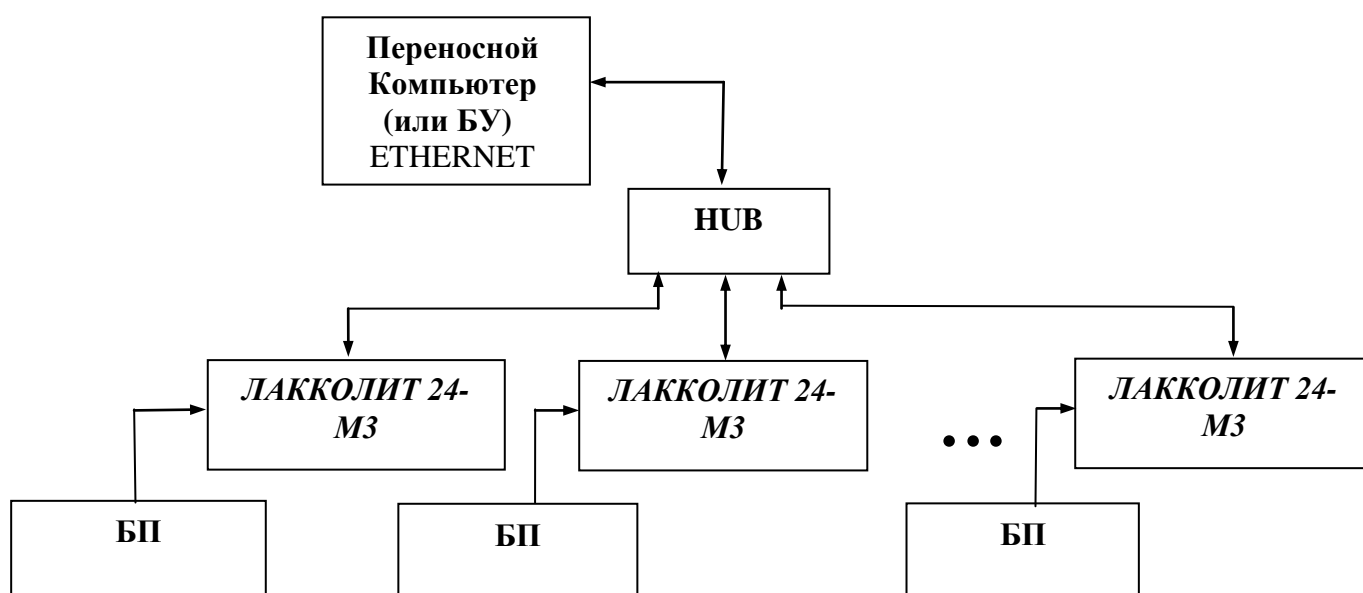 Переносной
Компьютер
(или БУ)
ETHERNET
HUB
ЛАККОЛИТ 24-
М3
ЛАККОЛИТ 24-
М3
ЛАККОЛИТ 24-
М3
БП
БП
БП